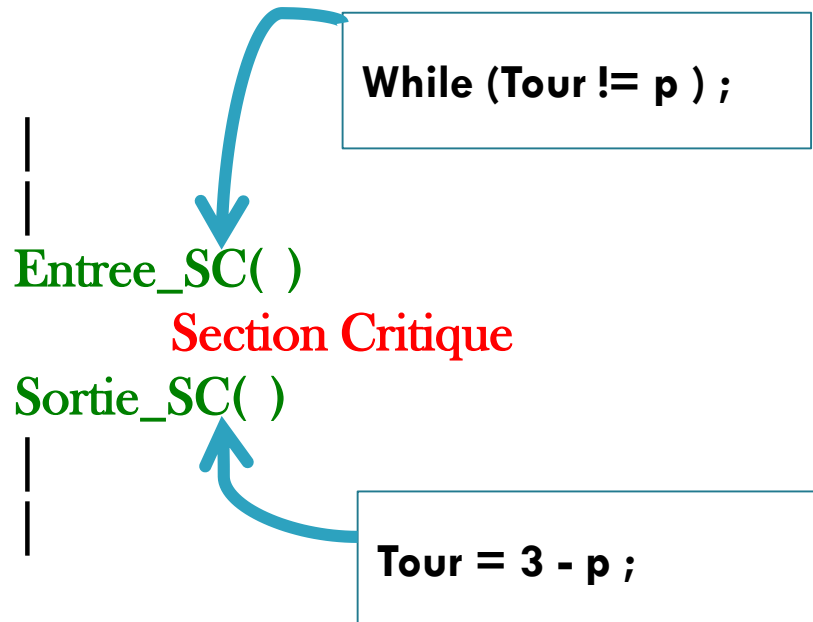 While (Tour != p ) ;
|
|
Entree_SC( )
Section Critique
Sortie_SC( )
|
|
Tour = 3 - p ;